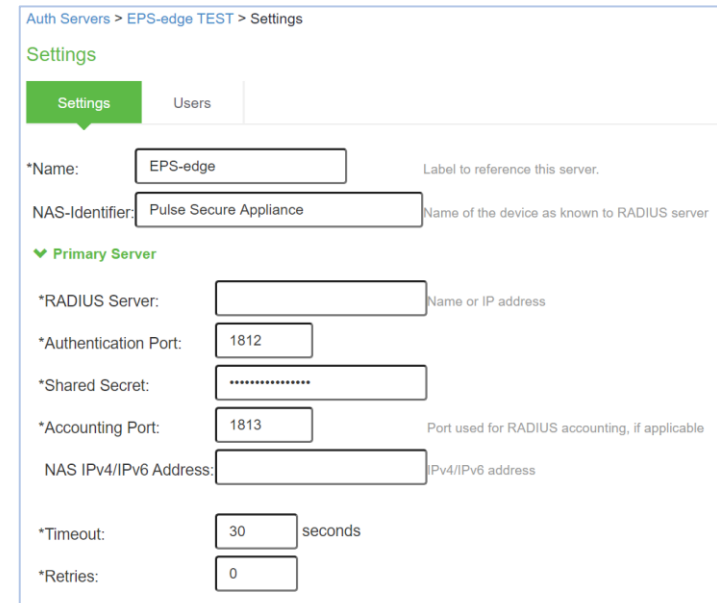 Auth Servers > EPS-edge TEST > Settings
Settings
Settings Users
*Name: EPS-edge Label to reference this server.
NAS-Identifier: Pulse Secure Appliance Name of the device as known to RADIUS server
Primary Server
*RADIUS Server: Name or IP address
*Authentication Port: 1812
*Shared Secret: ••••••••••••••••
*Accounting Port: 1813 Port used for RADIUS accounting, if applicable
NAS IPv4/IPv6 Address: IPv4/IPv6 address
*Timeout: 30 seconds
*Retries: 0